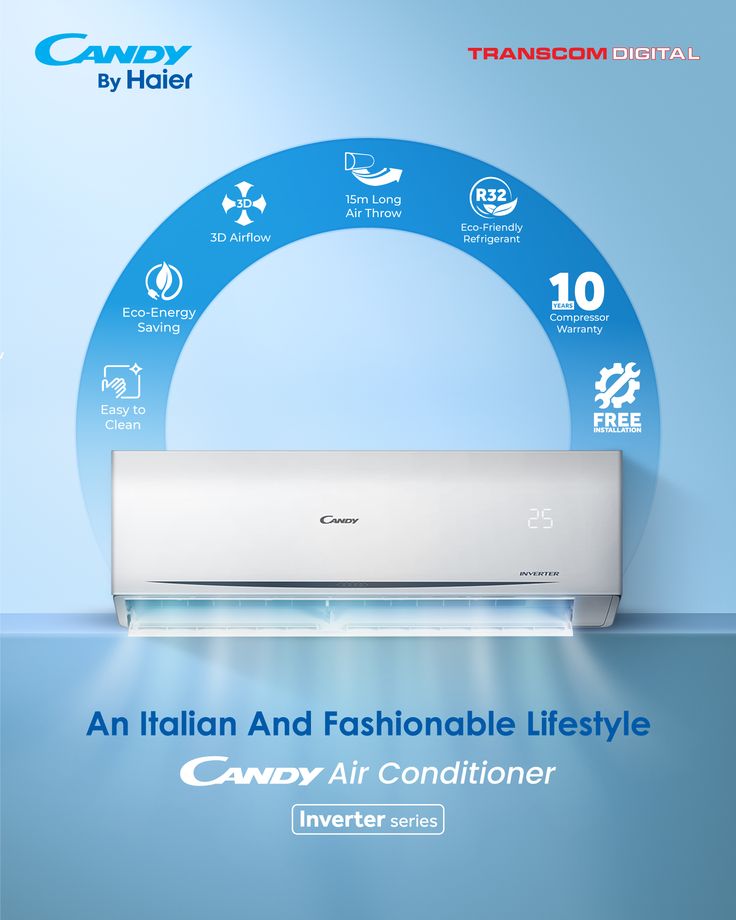 CANDY
By Haier
TRANSCOM DIGITAL
15m Long
Air Throw
3D
3D Airflow
R32
Eco-Friendly
Refrigerant
Eco-Energy
Saving
10
YEARS
Compressor
Warranty
Easy to
Clean
FREE
INSTALLATION
CANDY
25
INVERTER
An Italian And Fashionable Lifestyle
CANDY Air Conditioner
Inverter series